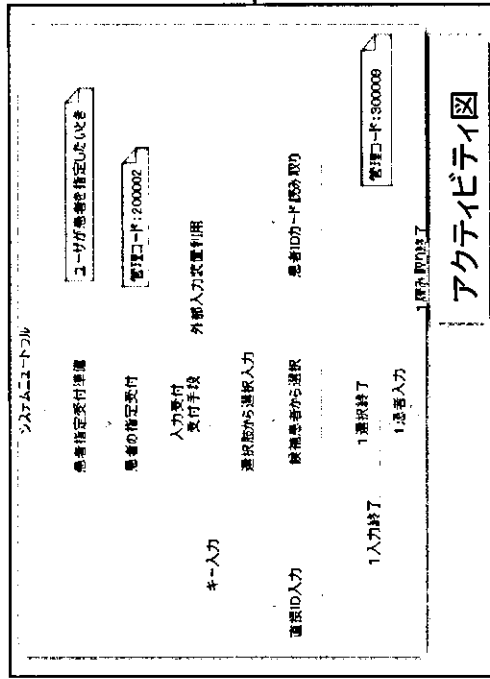 システムニュートラル
患者指定受付準備
ユーザが患者を指定したいとき
患者の指定受付
管理コード:200002
入力受付
受付手段
キー入力
外部入力装置利用
選択肢から選択入力
直接ID入力
候補患者から選択
患者IDカード読み取り
1入力終了
1選択終了
1読み取り終了
1患者入力
管理コード:300009
アクティビティ図